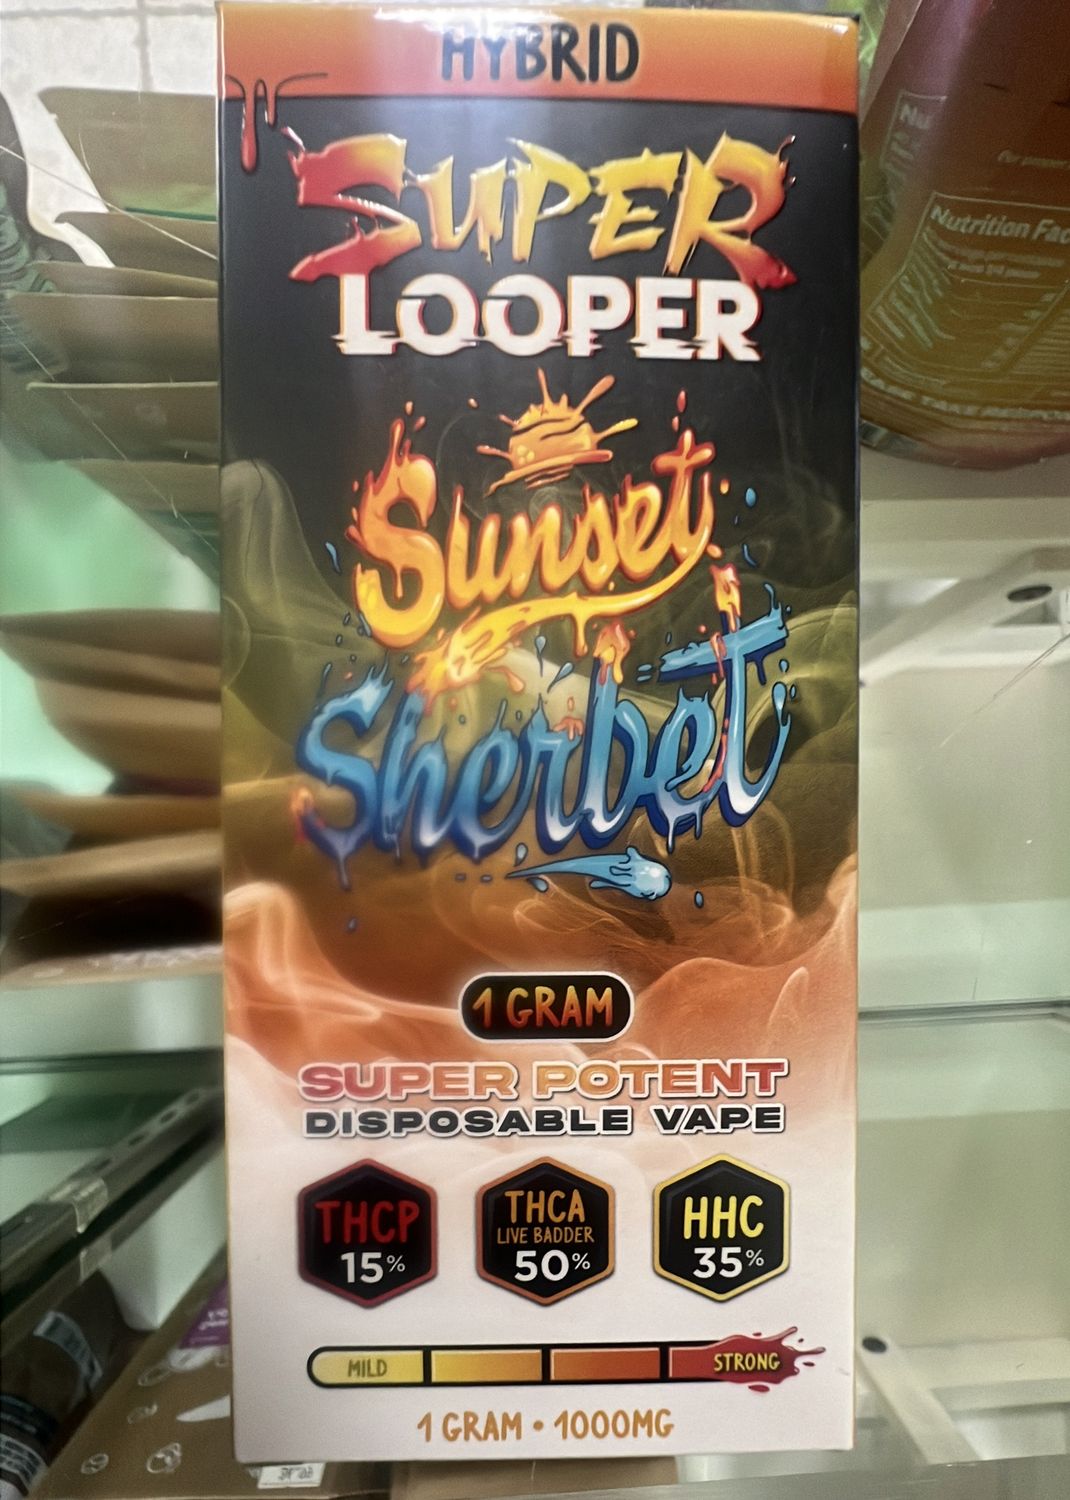 HYBRID
SUPER
LOOPER
Sunset
Sherbet
1 GRAM
SUPER POTENT
DISPOSABLE VAPE
THCP
15%
THCA
LIVE BADDER
50%
HHC
35%
MILD
STRONG
1 GRAM • 1000MG
Nutrition Fac